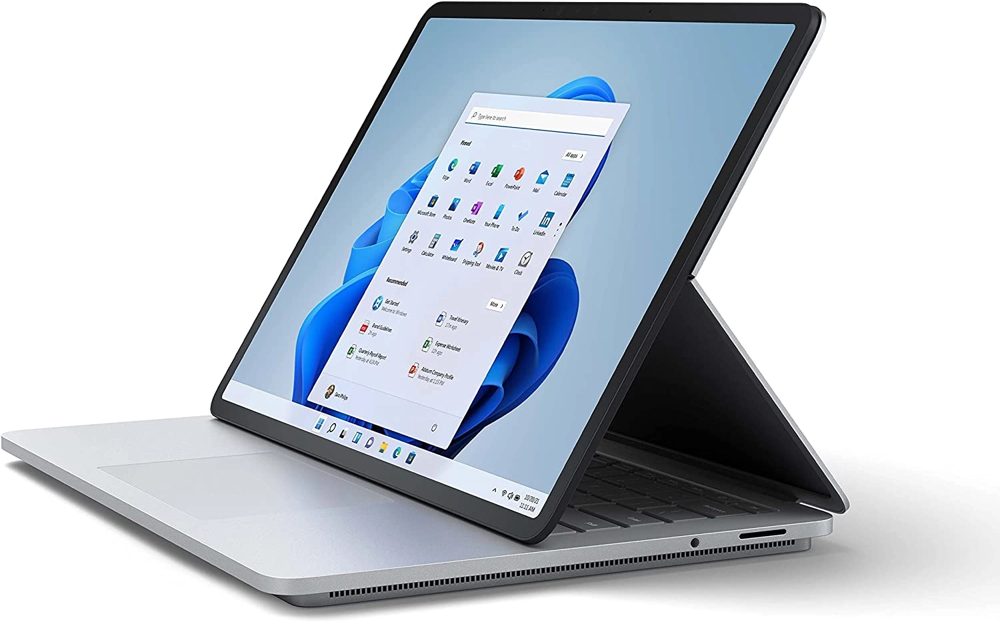 Type here to search
Pinned
All apps >
Edge
Word
Excel
PowerPoint
Mail
Calendar
Microsoft Store
Photos
OneNote
Your Phone
To Do
LinkedIn
Settings
Calculator
Whiteboard
Snipping Tool
Movies & TV
Clock
Recommended
More >
Get Started
Welcome to Windows
Travel Itinerary
17m ago
Brand Guidelines
2h ago
Expense Worksheet
12h ago
Quarterly Payroll Report
Yesterday at 4:24 PM
Adatum Company Profile
Yesterday at 1:15 PM
Sara Philips
10/20/21
11:11 AM
Shift
Enter
Backspace